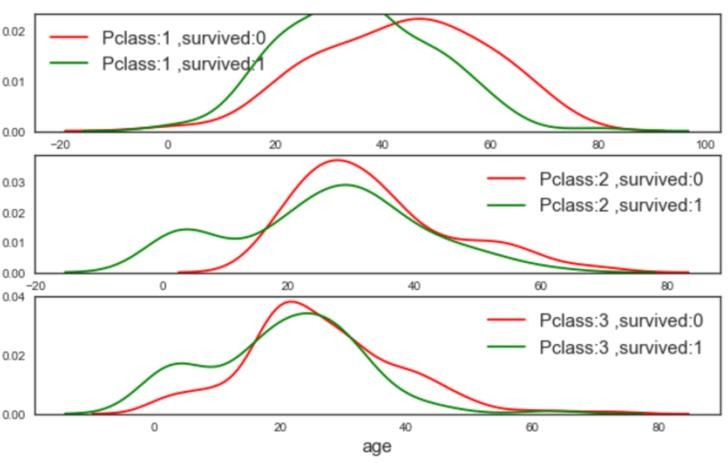 0.02
Pclass:1 ,survived:0
Pclass:1 ,survived:1
0.01
0.00
−20 0 20 40 60 80 100
0.03
Pclass:2 ,survived:0
0.02
Pclass:2 ,survived:1
0.01
0.00
−20 0 20 40 60 80
0.04
Pclass:3 ,survived:0
Pclass:3 ,survived:1
0.02
0.00
0 20 40 60 80
age